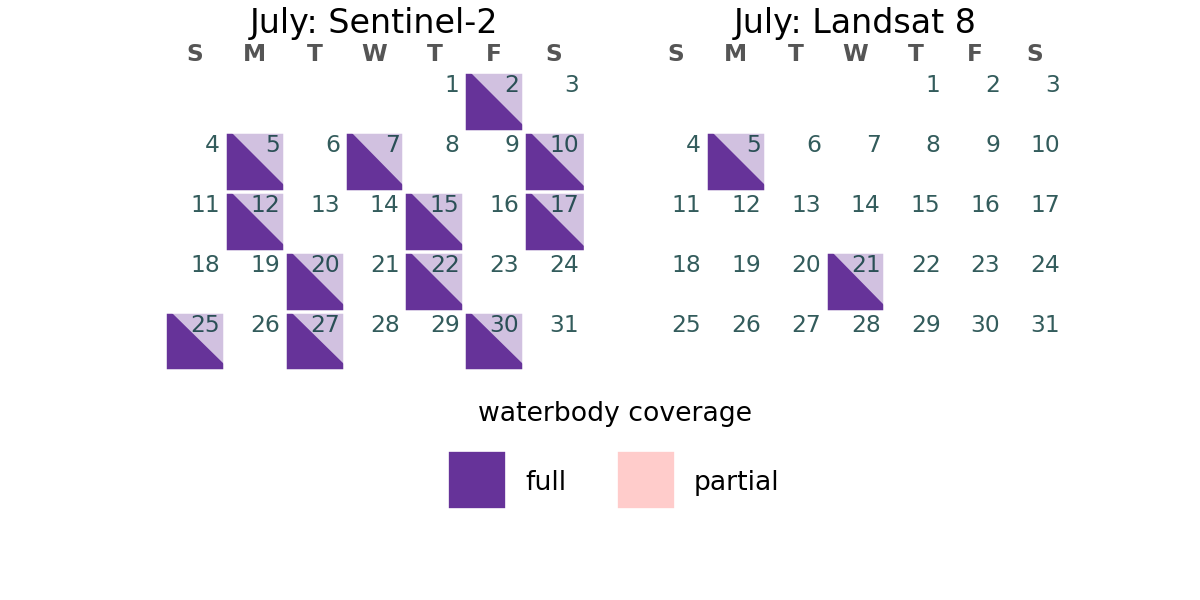 July: Sentinel-2
S M T W T F S
1 2 3
4 5 6 7 8 9 10
11 12 13 14 15 16 17
18 19 20 21 22 23 24
25 26 27 28 29 30 31
July: Landsat 8
S M T W T F S
1 2 3
4 5 6 7 8 9 10
11 12 13 14 15 16 17
18 19 20 21 22 23 24
25 26 27 28 29 30 31
waterbody coverage
full partial